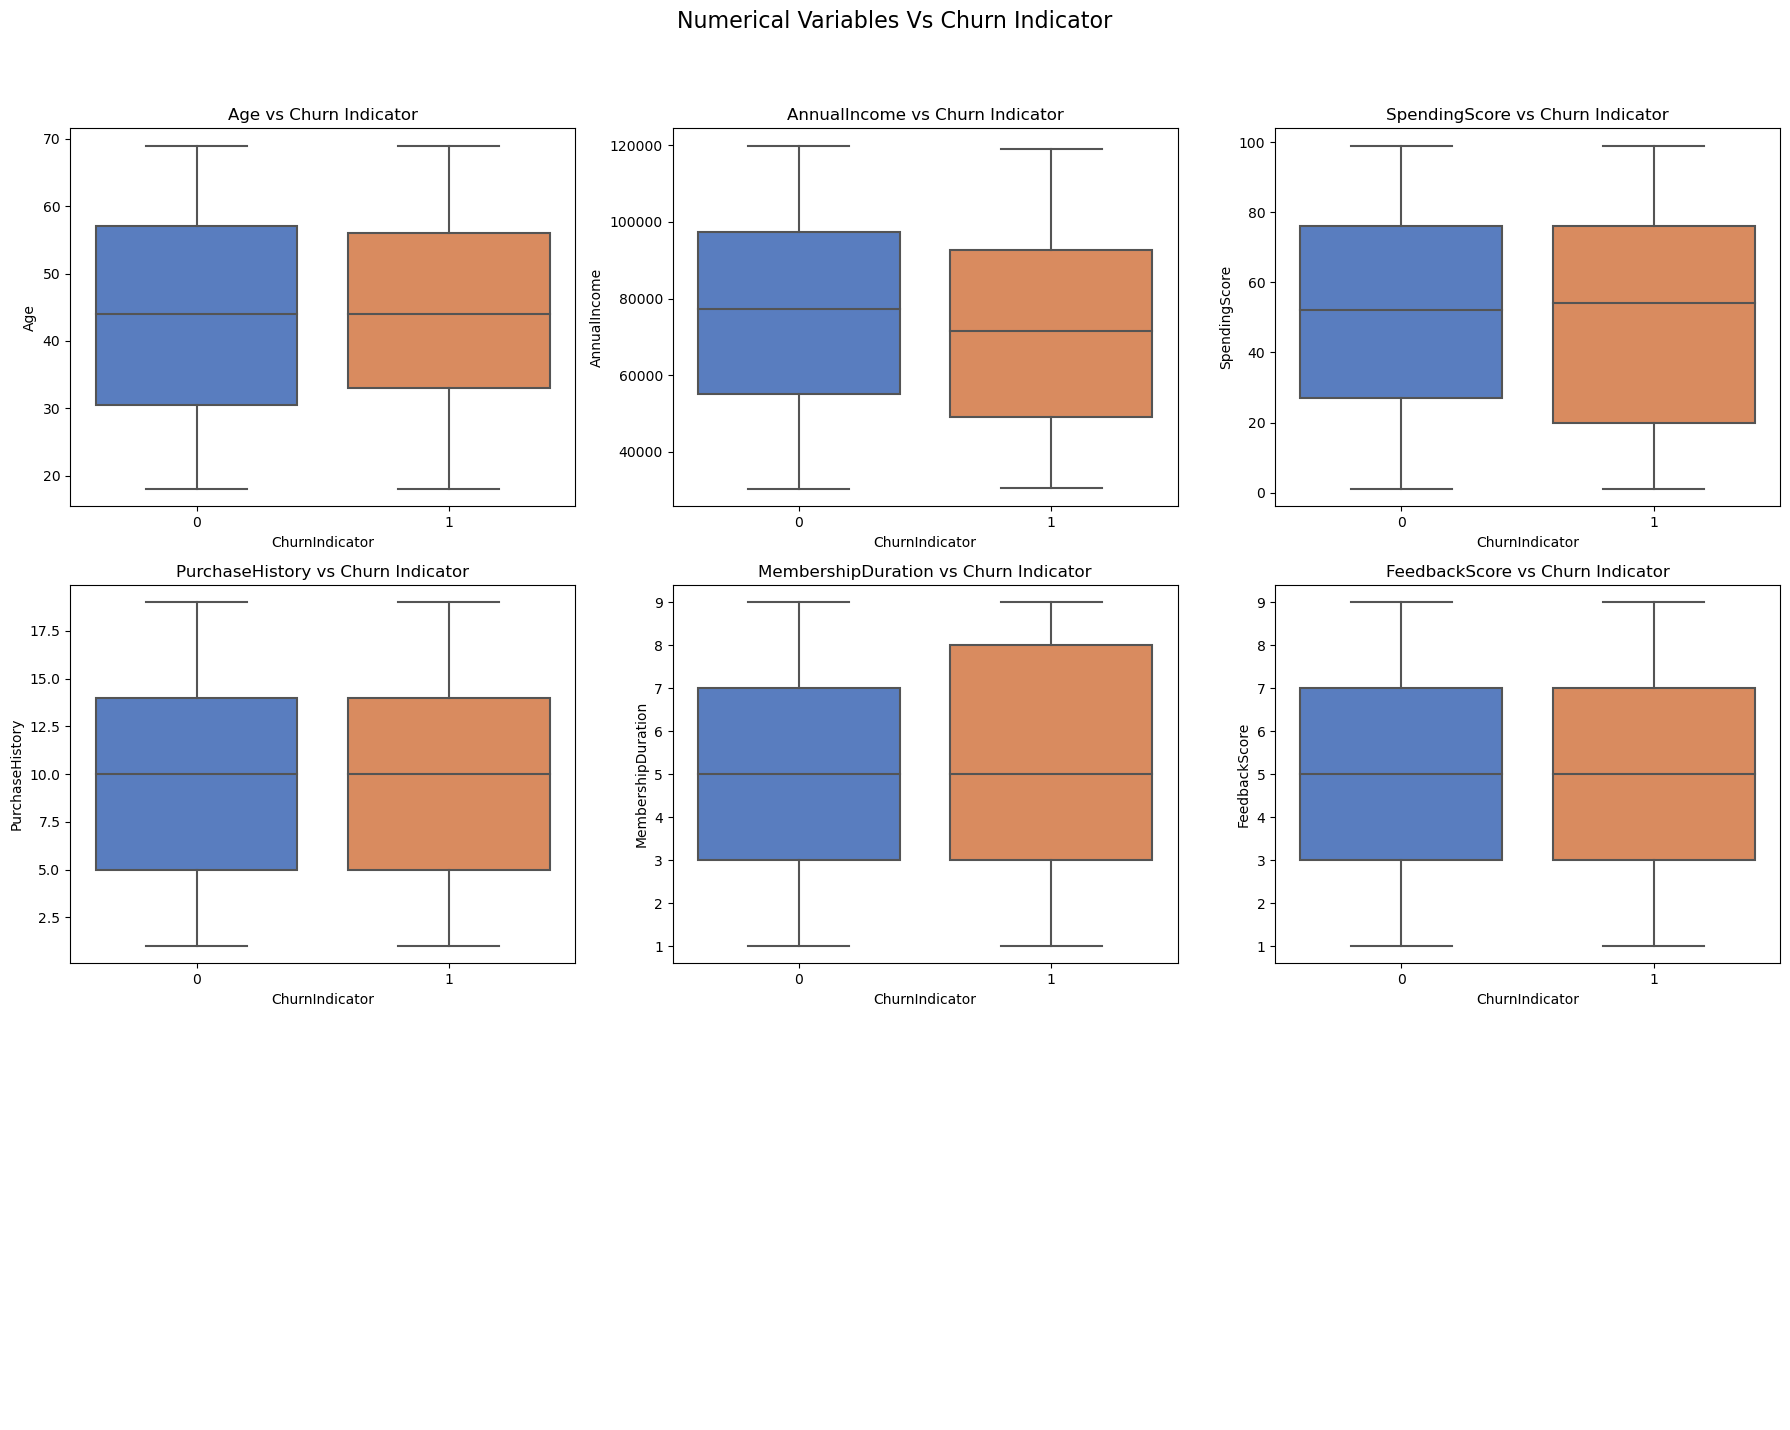 Numerical Variables Vs Churn Indicator
Age vs Churn Indicator
AnnualIncome vs Churn Indicator
SpendingScore vs Churn Indicator
70
60
50
40
30
20
Age
0
1
ChurnIndicator
120000
100000
80000
60000
40000
AnnualIncome
0
1
ChurnIndicator
100
80
60
40
20
0
SpendingScore
0
1
ChurnIndicator
PurchaseHistory vs Churn Indicator
MembershipDuration vs Churn Indicator
FeedbackScore vs Churn Indicator
17.5
15.0
12.5
10.0
7.5
5.0
2.5
PurchaseHistory
0
1
ChurnIndicator
9
8
7
6
5
4
3
2
1
MembershipDuration
0
1
ChurnIndicator
9
8
7
6
5
4
3
2
1
FeedbackScore
0
1
ChurnIndicator